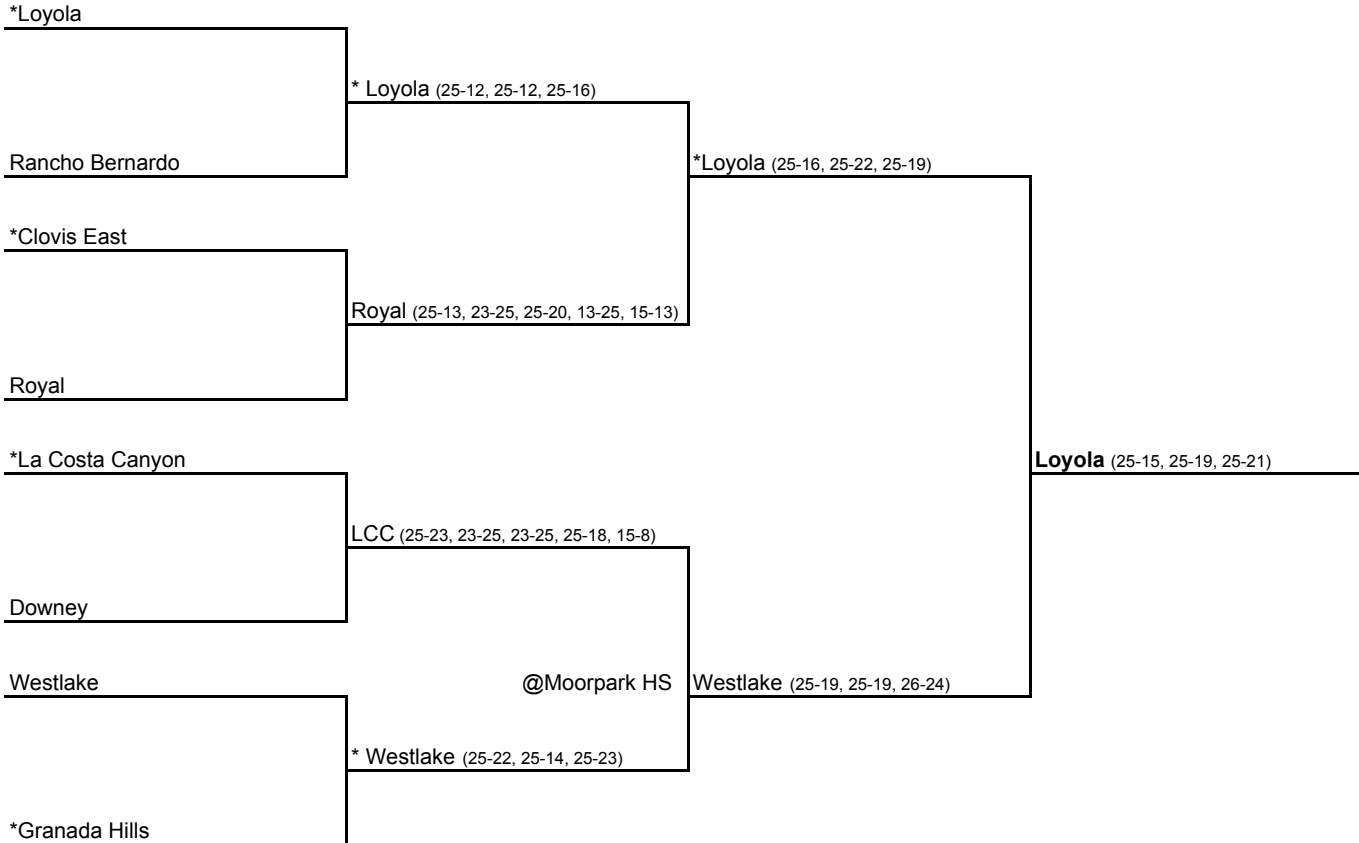 *Loyola
* Loyola (25-12, 25-12, 25-16)
Rancho Bernardo
*Loyola (25-16, 25-22, 25-19)
*Clovis East
Royal (25-13, 23-25, 25-20, 13-25, 15-13)
Royal
*La Costa Canyon
Loyola (25-15, 25-19, 25-21)
LCC (25-23, 23-25, 23-25, 25-18, 15-8)
Downey
Westlake
@Moorpark HS
Westlake (25-19, 25-19, 26-24)
* Westlake (25-22, 25-14, 25-23)
*Granada Hills